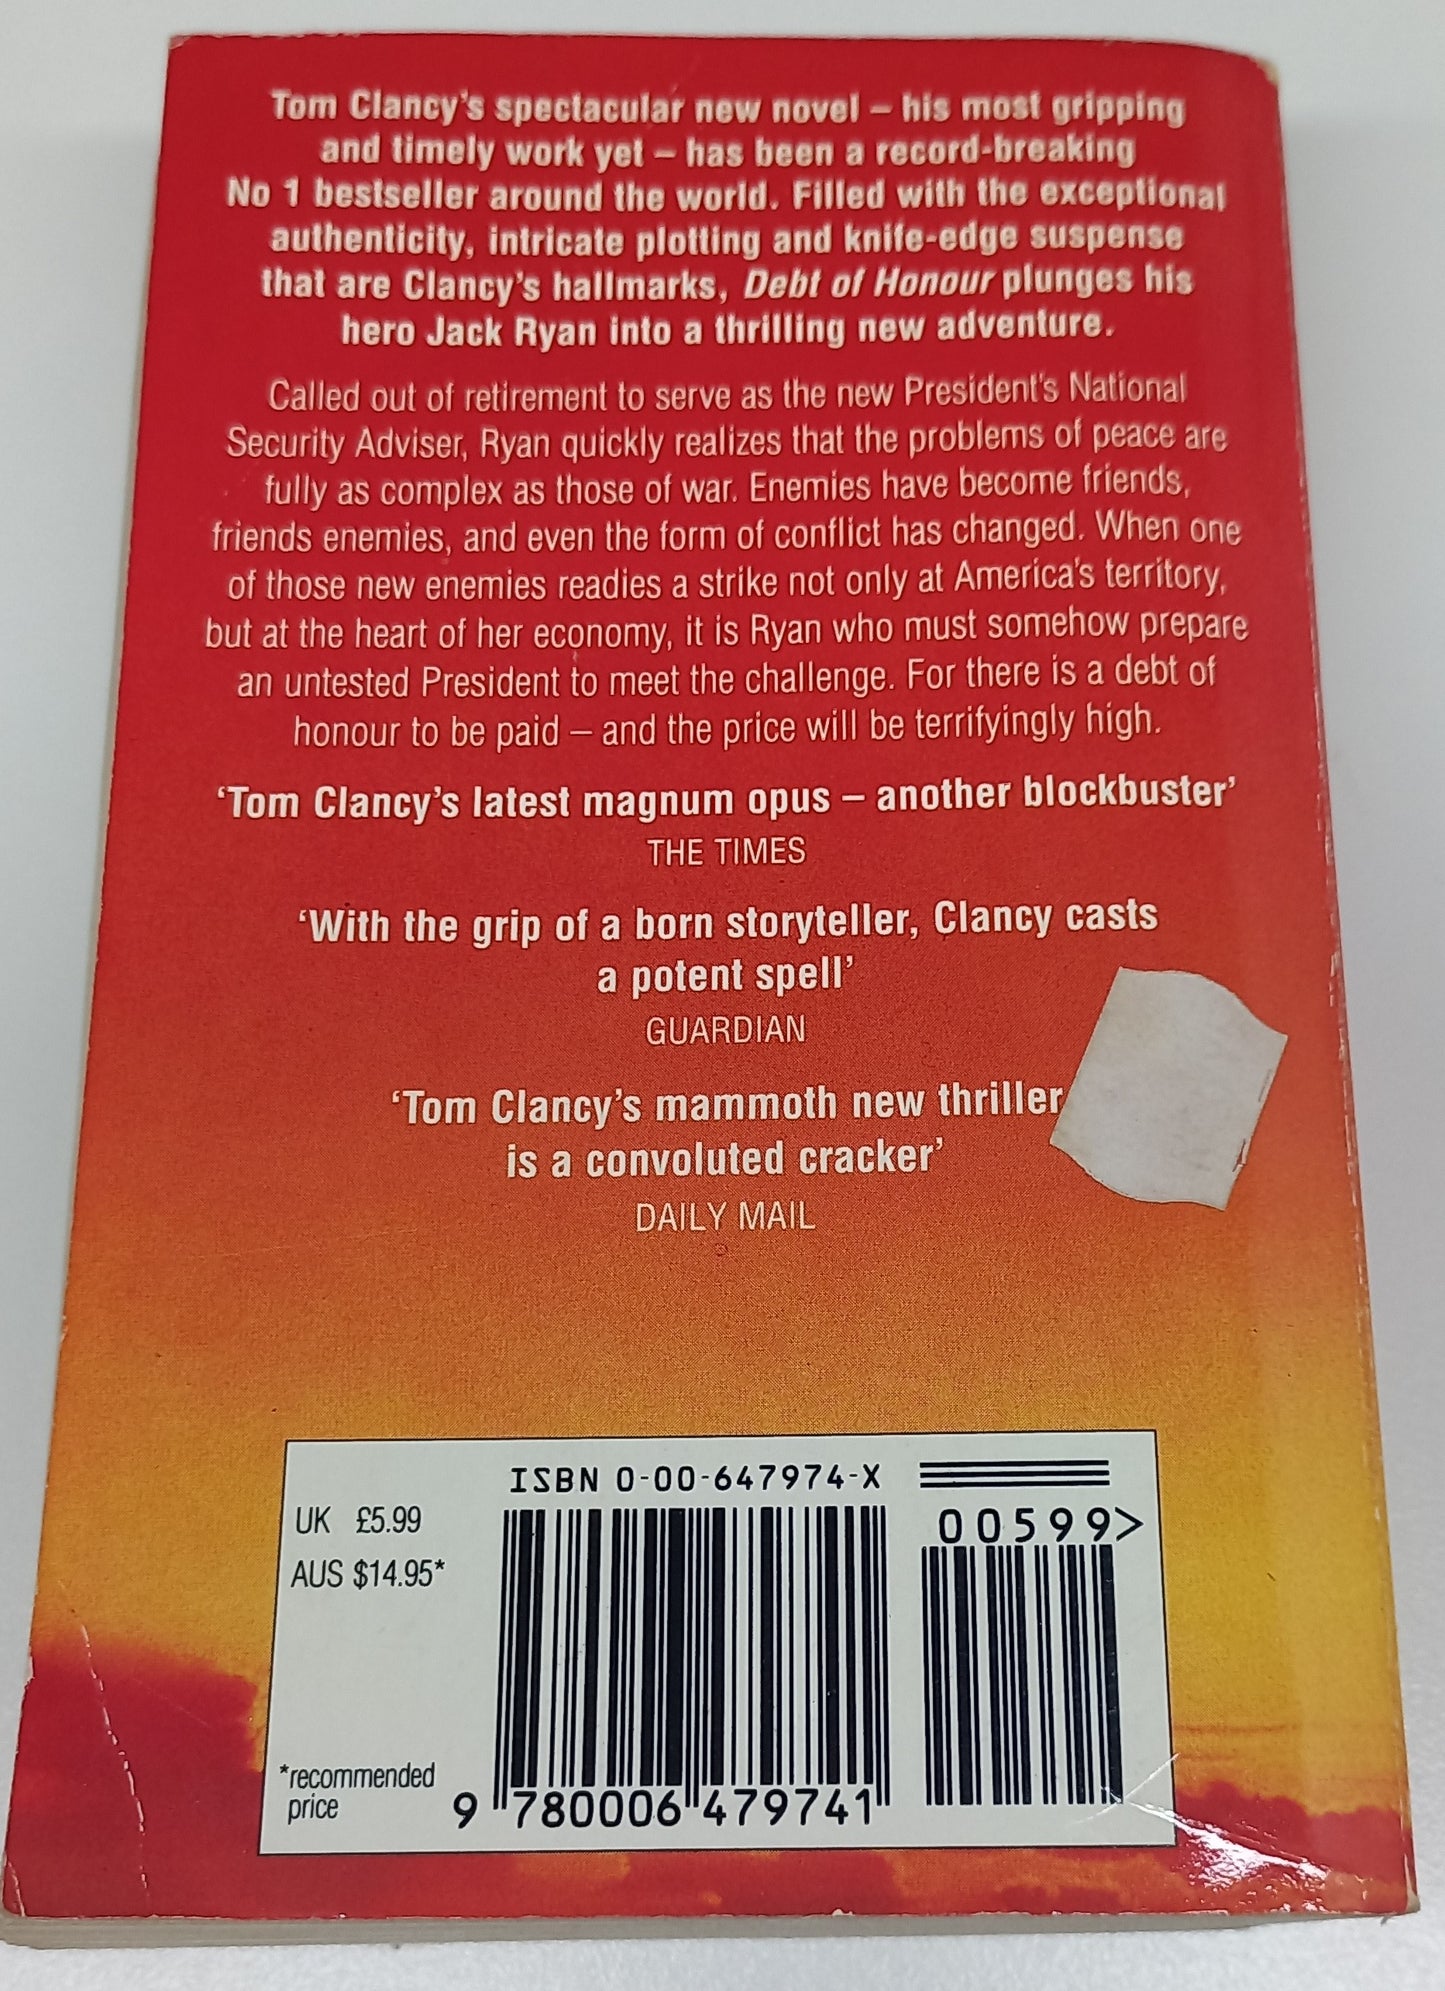 Tom Clancy's spectacular new novel – his most gripping
and timely work yet – has been a record-breaking
No 1 bestseller around the world. Filled with the exceptional
authenticity, intricate plotting and knife-edge suspense
that are Clancy's hallmarks, Debt of Honour plunges his
hero Jack Ryan into a thrilling new adventure.
Called out of retirement to serve as the new President's National
Security Adviser, Ryan quickly realizes that the problems of peace are
fully as complex as those of war. Enemies have become friends,
friends enemies, and even the form of conflict has changed. When one
of those new enemies readies a strike not only at America's territory,
but at the heart of her economy, it is Ryan who must somehow prepare
an untested President to meet the challenge. For there is a debt of
honour to be paid – and the price will be terrifyingly high.
'Tom Clancy's latest magnum opus – another blockbuster'
THE TIMES
'With the grip of a born storyteller, Clancy casts
a potent spell'
GUARDIAN
'Tom Clancy's mammoth new thriller
is a convoluted cracker'
DAILY MAIL
ISBN 0-00-647974-X
UK £5.99
AUS $14.95*
00599>
*recommended
price
9 780006 479741